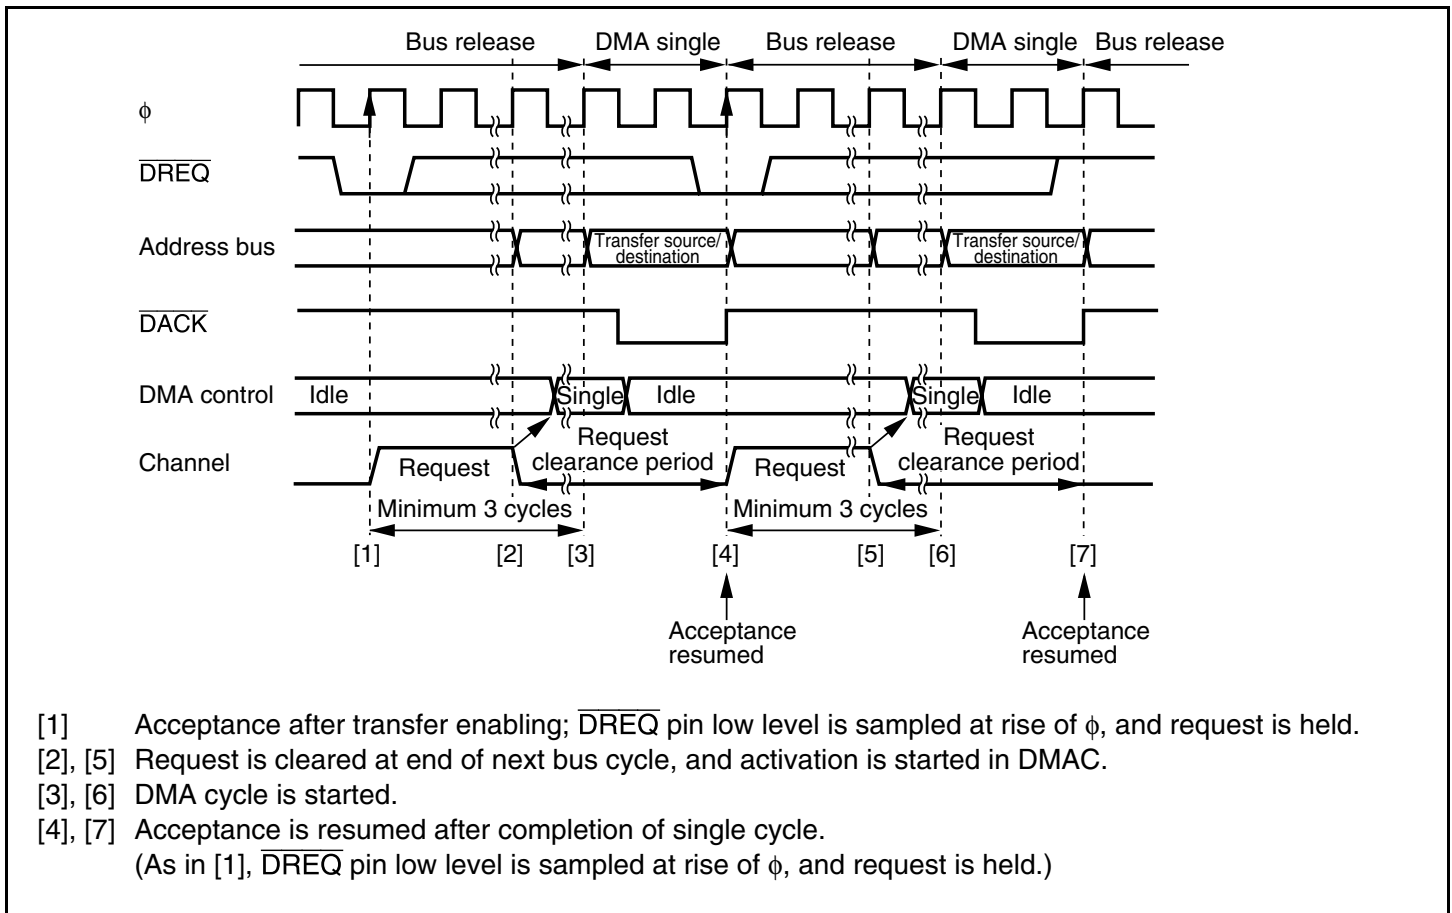 Bus release DMA single Bus release DMA single Bus release
ϕ
DREQ
Address bus
Transfer source/
destination
Transfer source/
destination
DACK
DMA control Idle Single Idle Single Idle
Channel Request Request
clearance period Request Request
clearance period
Minimum 3 cycles Minimum 3 cycles
[1] [2] [3] [4] [5] [6] [7]
Acceptance
resumed
Acceptance
resumed
[1] Acceptance after transfer enabling; DREQ pin low level is sampled at rise of ϕ, and request is held.
[2], [5] Request is cleared at end of next bus cycle, and activation is started in DMAC.
[3], [6] DMA cycle is started.
[4], [7] Acceptance is resumed after completion of single cycle.
(As in [1], DREQ pin low level is sampled at rise of ϕ, and request is held.)